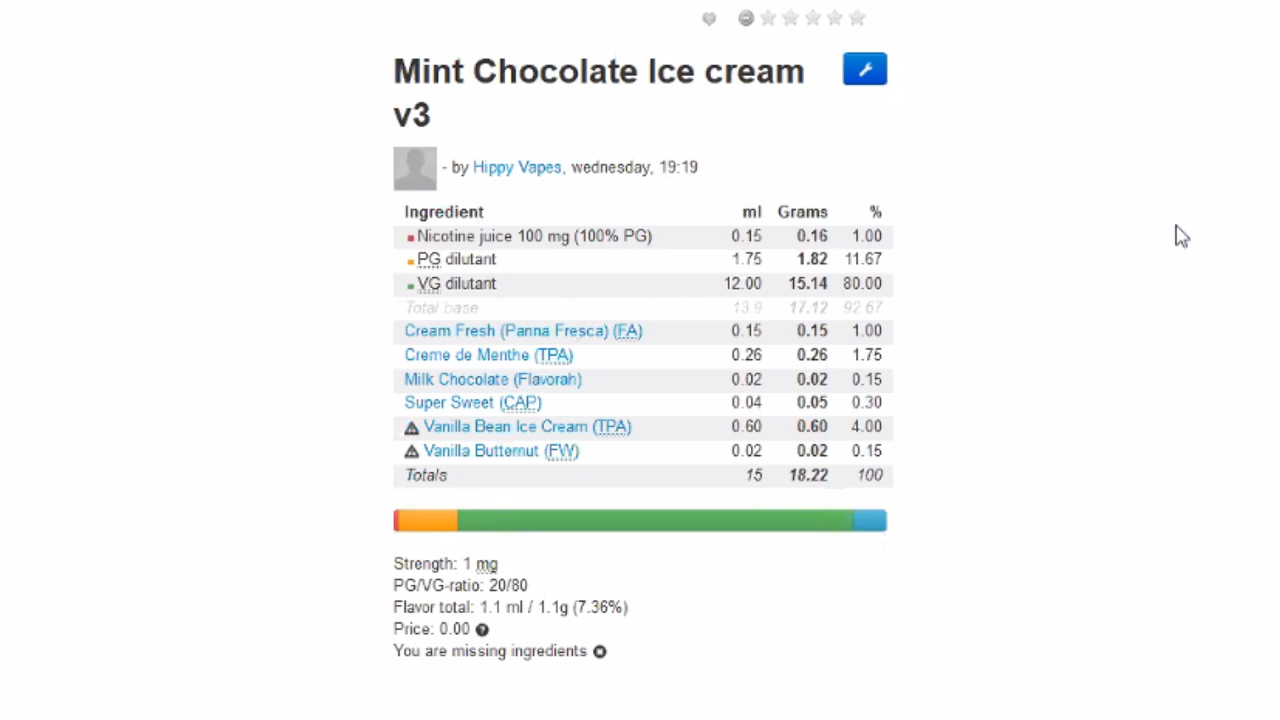 Mint Chocolate Ice cream
v3
- by Hippy Vapes, wednesday, 19:19
Ingredient ml Grams %
Nicotine juice 100 mg (100% PG) 0.15 0.16 1.00
PG dilutant 1.75 1.82 11.67
VG dilutant 12.00 15.14 80.00
Total base 13.9 17.12 92.67
Cream Fresh (Panna Fresca) (FA) 0.15 0.15 1.00
Creme de Menthe (TPA) 0.26 0.26 1.75
Milk Chocolate (Flavorah) 0.02 0.02 0.15
Super Sweet (CAP) 0.04 0.05 0.30
Vanilla Bean Ice Cream (TPA) 0.60 0.60 4.00
Vanilla Butternut (FW) 0.02 0.02 0.15
Totals 15 18.22 100
Strength: 1 mg
PG/VG-ratio: 20/80
Flavor total: 1.1 ml / 1.1g (7.36%)
Price: 0.00
You are missing ingredients